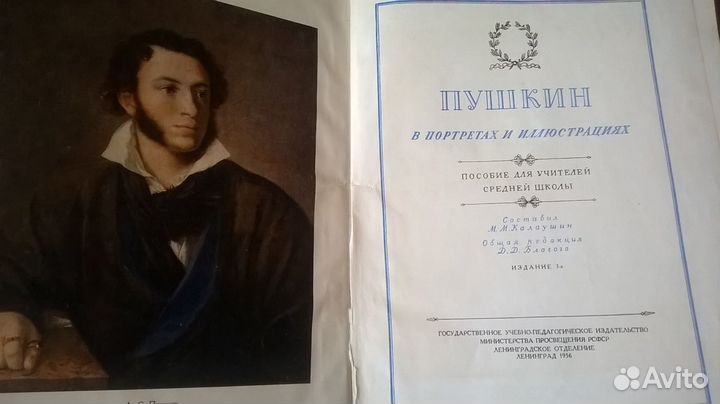 ПУШКИН
В ПОРТРЕТАХ И ИЛЛЮСТРАЦИЯХ
ПОСОБИЕ ДЛЯ УЧИТЕЛЕЙ
СРЕДНЕЙ ШКОЛЫ
Составил
М. М. Калаушин
Общая редакция
Д. Д. Благого
ИЗДАНИЕ 3-е
ГОСУДАРСТВЕННОЕ УЧЕБНО-ПЕДАГОГИЧЕСКОЕ ИЗДАТЕЛЬСТВО
МИНИСТЕРСТВА ПРОСВЕЩЕНИЯ РСФСР
ЛЕНИНГРАДСКОЕ ОТДЕЛЕНИЕ
ЛЕНИНГРАД 1956
Avito